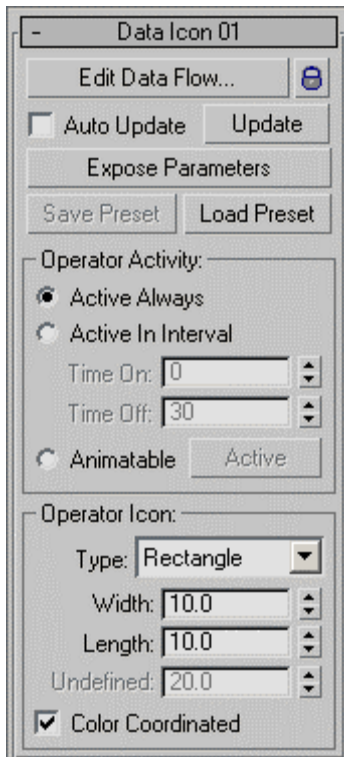 - Data Icon 01
Edit Data Flow...
Auto Update Update
Expose Parameters
Save Preset Load Preset
Operator Activity:
Active Always
Active In Interval
Time On: 0
Time Off: 30
Animatable Active
Operator Icon:
Type: Rectangle
Width: 10.0
Length: 10.0
Undefined: 20.0
Color Coordinated